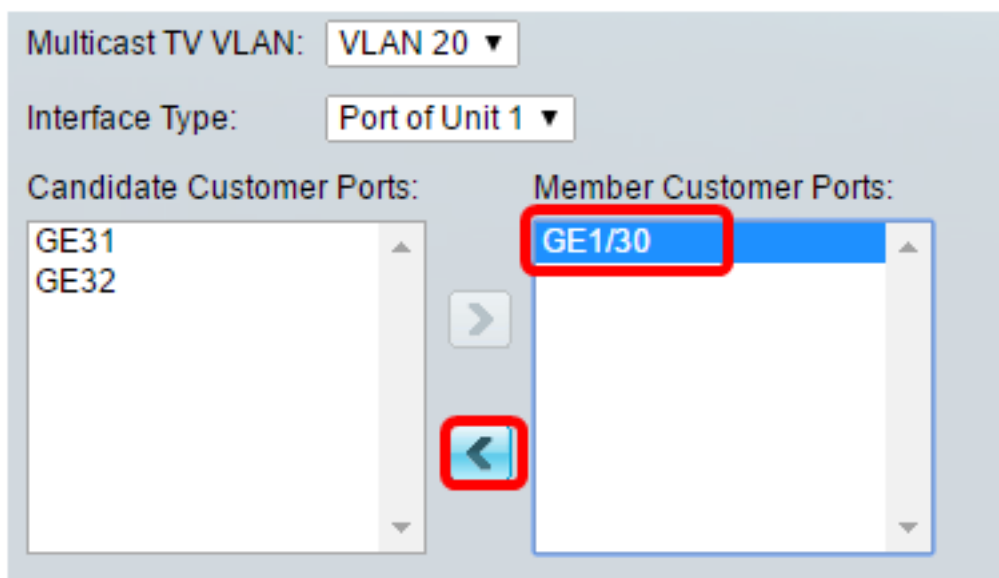 Multicast TV VLAN: VLAN 20 ▼
Interface Type: Port of Unit 1 ▼
Candidate Customer Ports: Member Customer Ports:
GE31 GE1/30
GE32